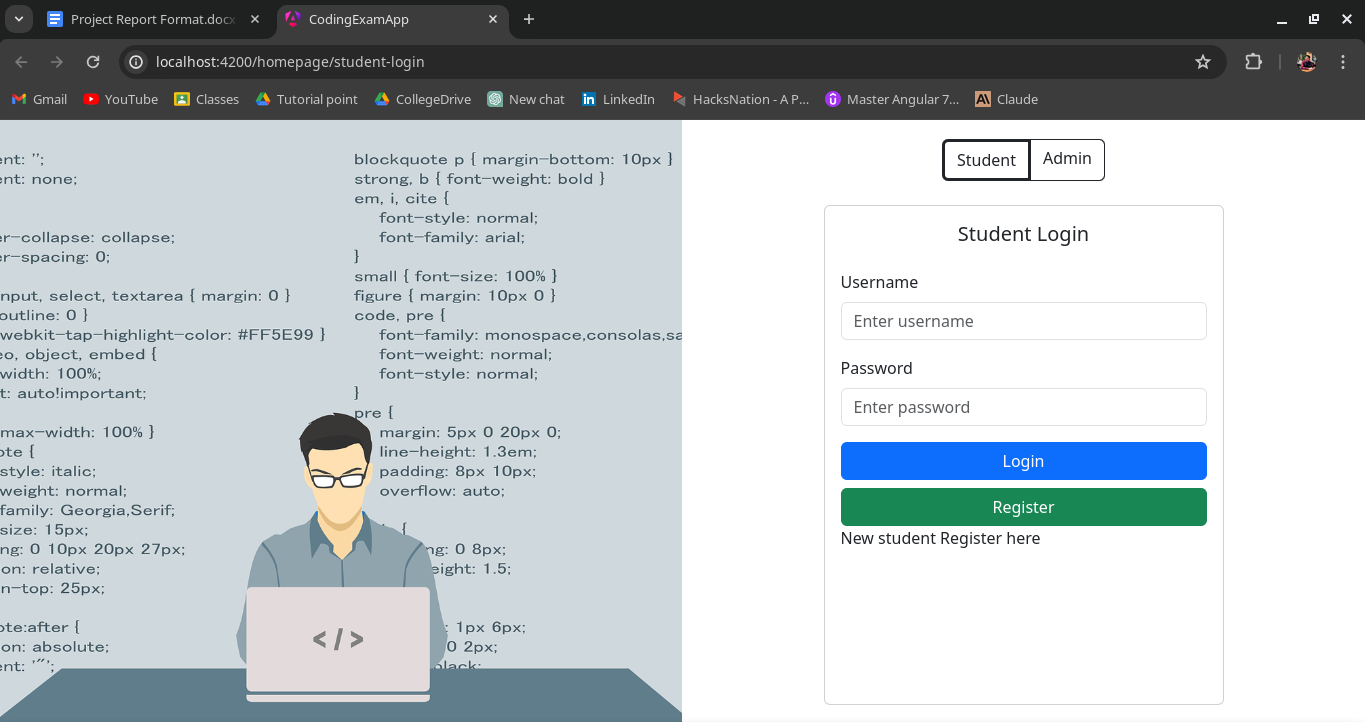 Project Report Format.docx
CodingExamApp
localhost:4200/homepage/student-login
Gmail
YouTube
Classes
Tutorial point
CollegeDrive
New chat
LinkedIn
HacksNation - A P...
Master Angular 7...
Claude
ent: '';
ent: none;
er-collapse: collapse;
er-spacing: 0;
nput, select, textarea { margin: 0 }
outline: 0 }
webkit-tap-highlight-color: #FF5E99 }
eo, object, embed {
width: 100%;
t: auto!important;
max-width: 100% }
ote {
style: italic;
weight: normal;
family: Georgia,Serif;
size: 15px;
ng: 0 10px 20px 27px;
on: relative;
n-top: 25px;
ote:after {
on: absolute;
ent: '"';
blockquote p { margin-bottom: 10px }
strong, b { font-weight: bold }
em, i, cite {
font-style: normal;
font-family: arial;
}
small { font-size: 100% }
figure { margin: 10px 0 }
code, pre {
font-family: monospace,consolas,sa
font-weight: normal;
font-style: normal;
}
pre {
margin: 5px 0 20px 0;
line-height: 1.3em;
padding: 8px 10px;
overflow: auto;
{
ng: 0 8px;
eight: 1.5;
: 1px 6px;
0 2px;
black;
</>
Student
Admin
Student Login
Username
Enter username
Password
Enter password
Login
Register
New student Register here